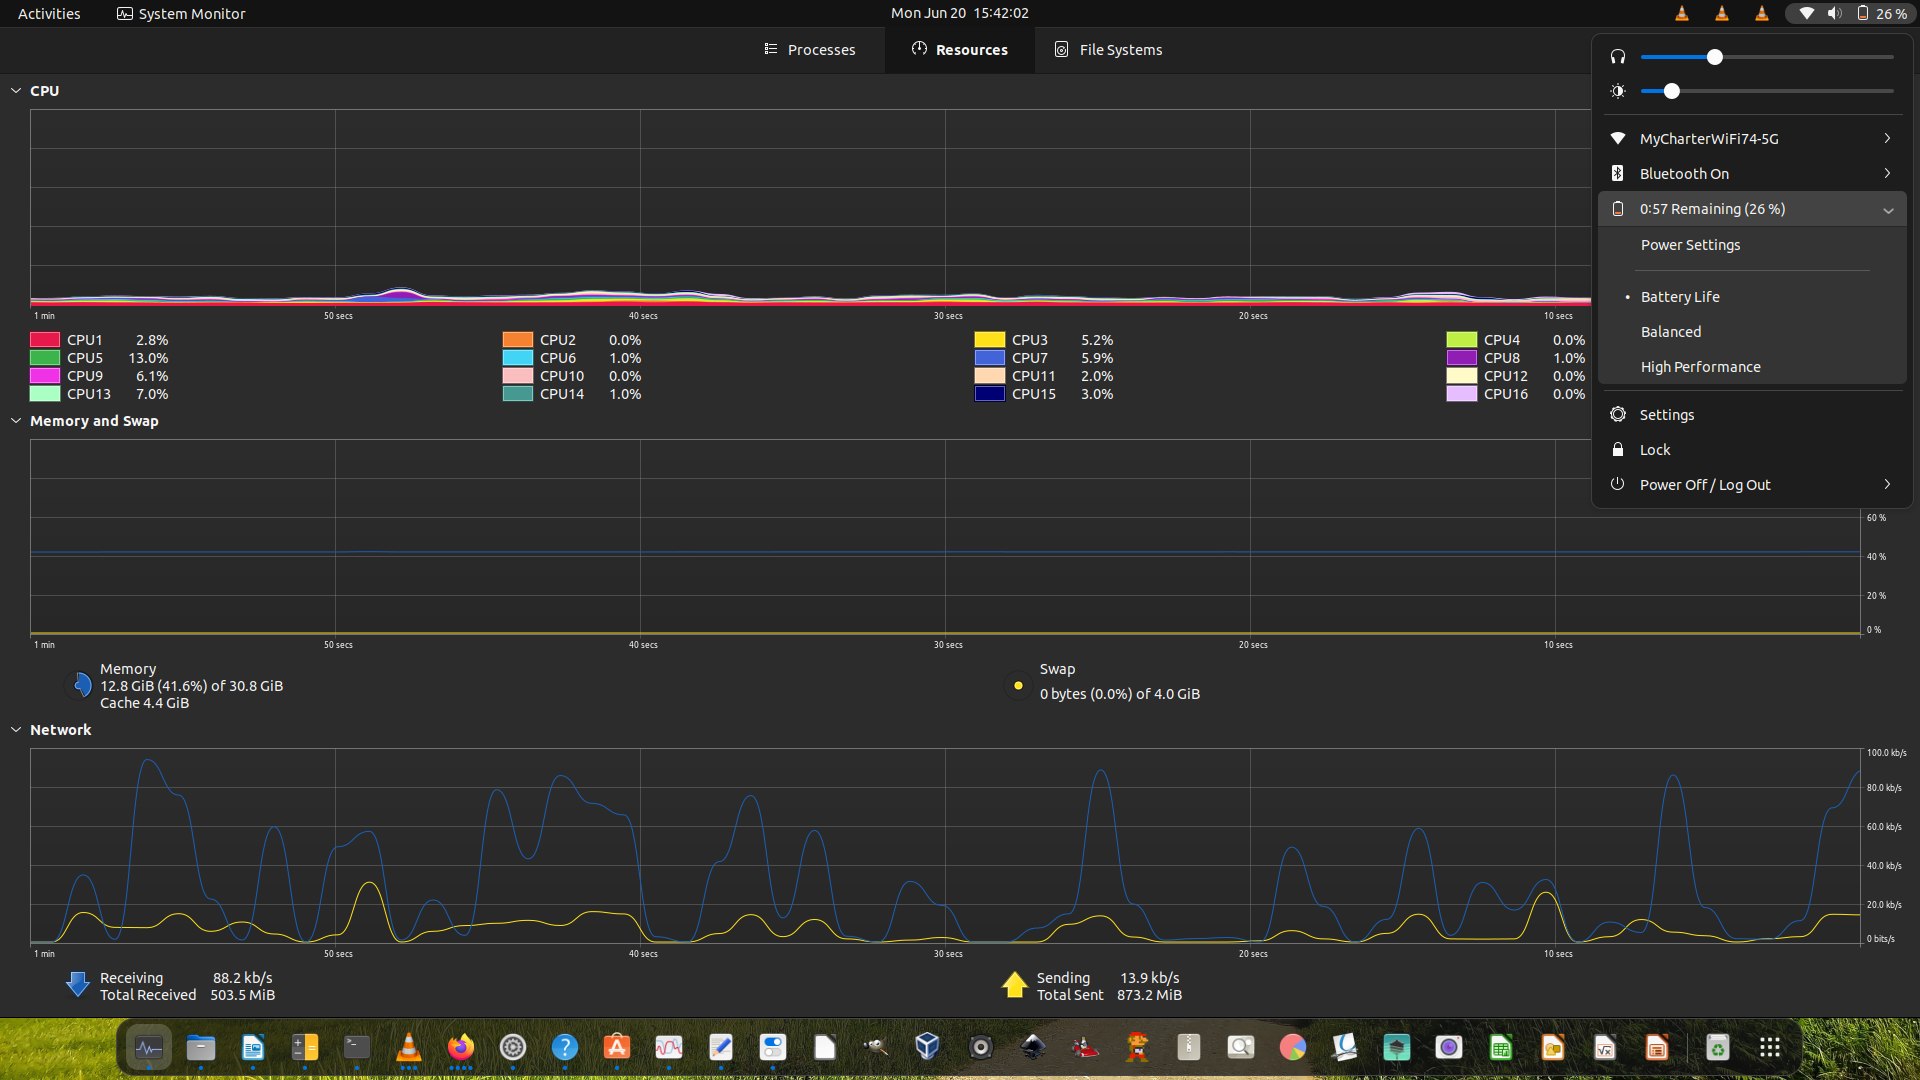 Activities
System Monitor
Mon Jun 20 15:42:02
26 %
Processes
Resources
File Systems
CPU
1 min 50 secs 40 secs 30 secs 20 secs 10 secs
CPU1 2.8% CPU2 0.0% CPU3 5.2% CPU4 0.0%
CPU5 13.0% CPU6 1.0% CPU7 5.9% CPU8 1.0%
CPU9 6.1% CPU10 0.0% CPU11 2.0% CPU12 0.0%
CPU13 7.0% CPU14 1.0% CPU15 3.0% CPU16 0.0%
MyCharterWiFi74-5G
Bluetooth On
0:57 Remaining (26 %)
Power Settings
Battery Life
Balanced
High Performance
Settings
Lock
Power Off / Log Out
Memory and Swap
60 %
40 %
20 %
0 %
1 min 50 secs 40 secs 30 secs 20 secs 10 secs
Memory
12.8 GiB (41.6%) of 30.8 GiB
Cache 4.4 GiB
Swap
0 bytes (0.0%) of 4.0 GiB
Network
100.0 kb/s
80.0 kb/s
60.0 kb/s
40.0 kb/s
20.0 kb/s
0 bits/s
1 min 50 secs 40 secs 30 secs 20 secs 10 secs
Receiving 88.2 kb/s
Total Received 503.5 MiB
Sending 13.9 kb/s
Total Sent 873.2 MiB